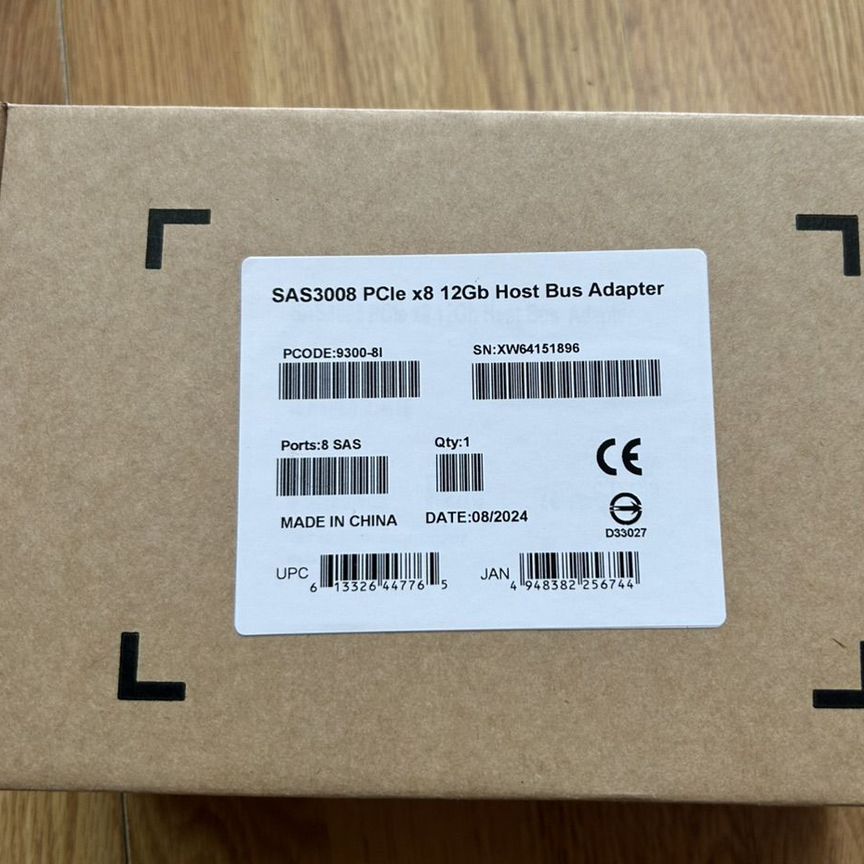 SAS3008 PCIe x8 12Gb Host Bus Adapter
PCODE:9300-8I
SN:XW64151896
Ports:8 SAS
Qty:1
CE
D33027
MADE IN CHINA
DATE:08/2024
UPC 6 13326 44776 5
JAN 4 948382 256744